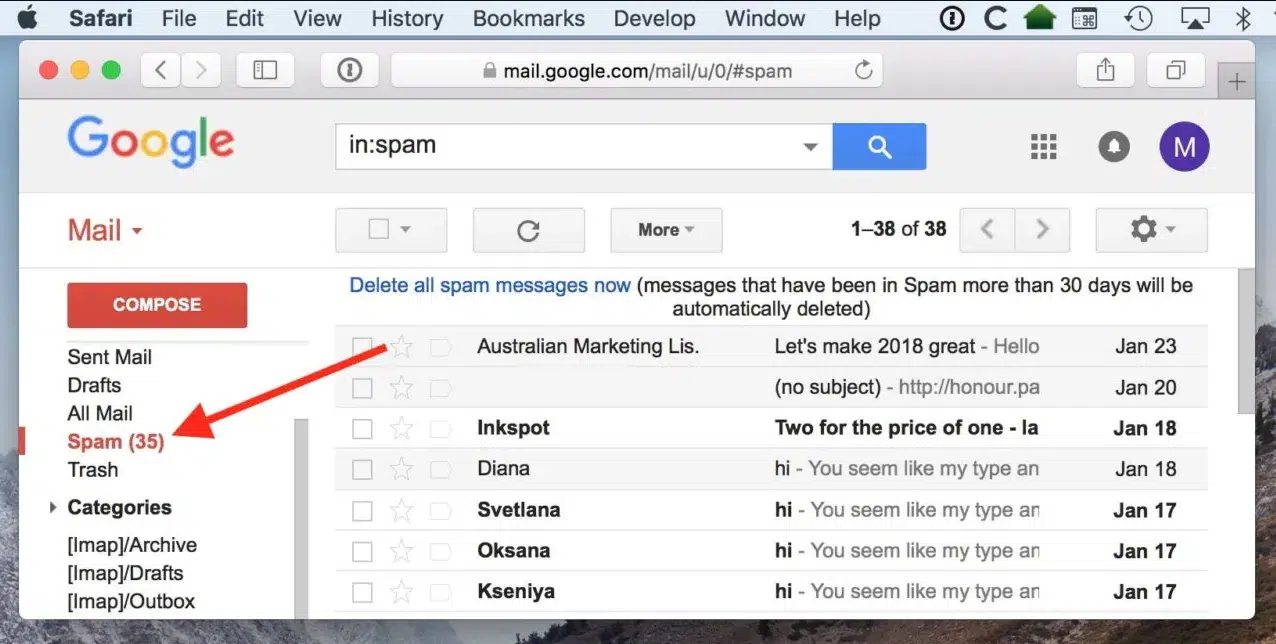 Safari File Edit View History Bookmarks Develop Window Help
mail.google.com/mail/u/0/#spam
Google
in:spam
M
Mail
More
1–38 of 38
COMPOSE
Sent Mail
Drafts
All Mail
Spam (35)
Trash
Categories
[Imap]/Archive
[Imap]/Drafts
[Imap]/Outbox
Delete all spam messages now (messages that have been in Spam more than 30 days will be
automatically deleted)
Australian Marketing Lis. Let's make 2018 great - Hello Jan 23
(no subject) - http://honour.pa Jan 20
Inkspot Two for the price of one - la Jan 18
Diana hi - You seem like my type an Jan 18
Svetlana hi - You seem like my type an Jan 17
Oksana hi - You seem like my type an Jan 17
Kseniya hi - You seem like my type an Jan 17